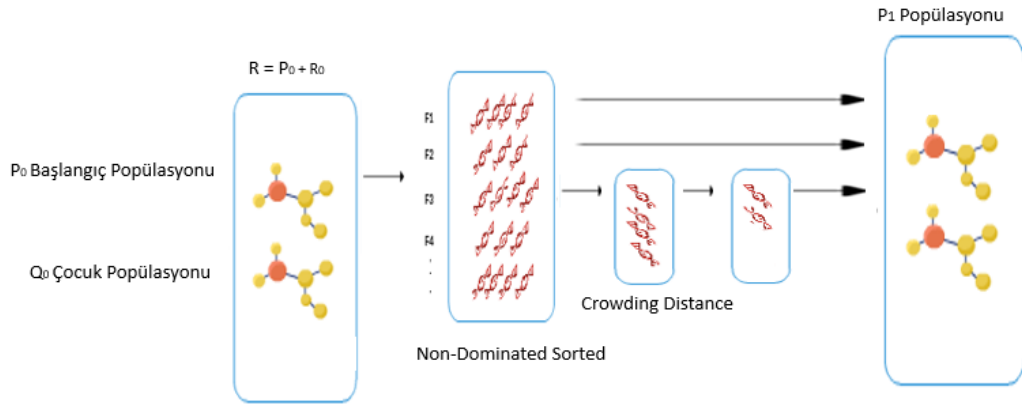 P1 Popülasyonu
R = P0 + R0
P0 Başlangıç Popülasyonu
Q0 Çocuk Popülasyonu
F1
F2
F3
F4
.
.
.
Crowding Distance
Non-Dominated Sorted